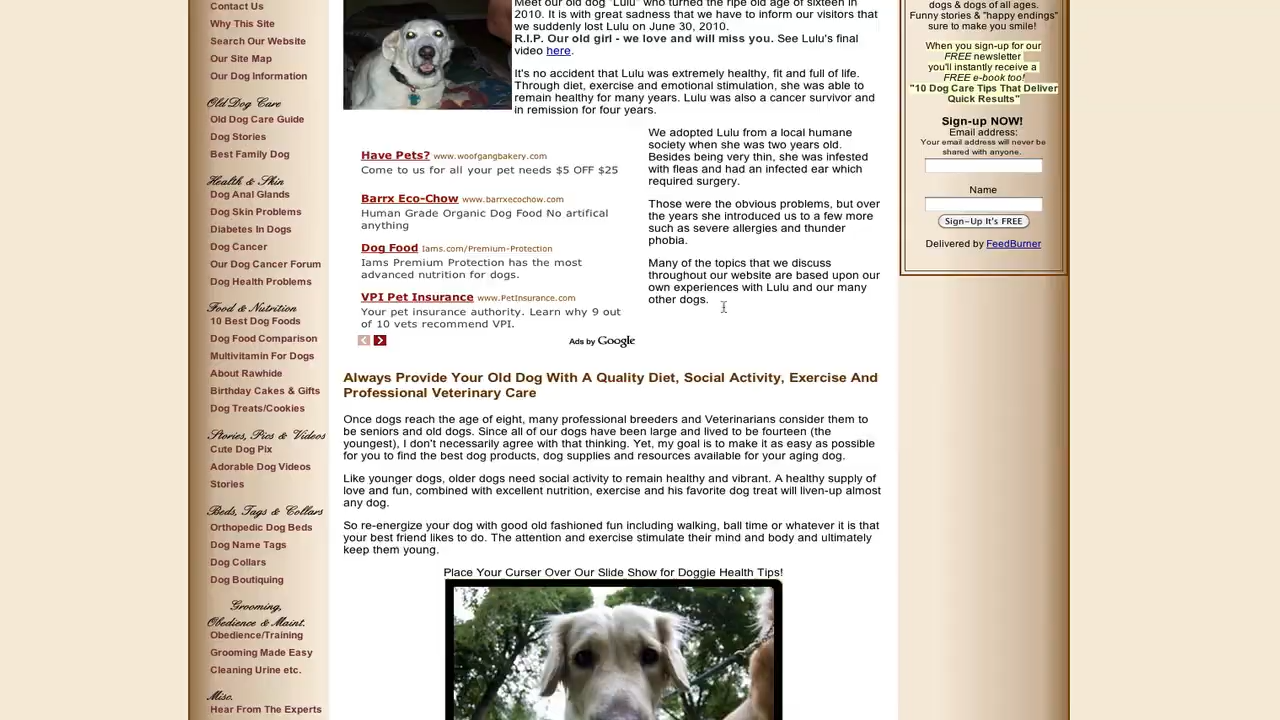 Contact Us
Why This Site
Search Our Website
Our Site Map
Our Dog Information
Old Dog Care
Old Dog Care Guide
Dog Stories
Best Family Dog
Health & Skin
Dog Anal Glands
Dog Skin Problems
Diabetes In Dogs
Dog Cancer
Our Dog Cancer Forum
Dog Health Problems
Food & Nutrition
10 Best Dog Foods
Dog Food Comparison
Multivitamin For Dogs
About Rawhide
Birthday Cakes & Gifts
Dog Treats/Cookies
Stories, Pics & Videos
Cute Dog Pix
Adorable Dog Videos
Stories
Beds, Tags & Collars
Orthopedic Dog Beds
Dog Name Tags
Dog Collars
Dog Boutiquing
Grooming,
Obedience & Maint.
Obedience/Training
Grooming Made Easy
Cleaning Urine etc.
Misc.
Hear From The Experts
Meet our old dog "Lulu" who turned the ripe old age of sixteen in
2010. It is with great sadness that we have to inform our visitors that
we suddenly lost Lulu on June 30, 2010.
R.I.P. Our old girl - we love and will miss you. See Lulu's final
video here.
It's no accident that Lulu was extremely healthy, fit and full of life.
Through diet, exercise and emotional stimulation, she was able to
remain healthy for many years. Lulu was also a cancer survivor and
in remission for four years.
Have Pets? www.woofgangbakery.com
Come to us for all your pet needs $5 OFF $25
Barrx Eco-Chow www.barrxecochow.com
Human Grade Organic Dog Food No artifical
anything
Dog Food Iams.com/Premium-Protection
Iams Premium Protection has the most
advanced nutrition for dogs.
VPI Pet Insurance www.PetInsurance.com
Your pet insurance authority. Learn why 9 out
of 10 vets recommend VPI.
Ads by Google
We adopted Lulu from a local humane
society when she was two years old.
Besides being very thin, she was infested
with fleas and had an infected ear which
required surgery.
Those were the obvious problems, but over
the years she introduced us to a few more
such as severe allergies and thunder
phobia.
Many of the topics that we discuss
throughout our website are based upon our
own experiences with Lulu and our many
other dogs.
Always Provide Your Old Dog With A Quality Diet, Social Activity, Exercise And
Professional Veterinary Care
Once dogs reach the age of eight, many professional breeders and Veterinarians consider them to
be seniors and old dogs. Since all of our dogs have been large and lived to be fourteen (the
youngest), I don't necessarily agree with that thinking. Yet, my goal is to make it as easy as possible
for you to find the best dog products, dog supplies and resources available for your aging dog.
Like younger dogs, older dogs need social activity to remain healthy and vibrant. A healthy supply of
love and fun, combined with excellent nutrition, exercise and his favorite dog treat will liven-up almost
any dog.
So re-energize your dog with good old fashioned fun including walking, ball time or whatever it is that
your best friend likes to do. The attention and exercise stimulate their mind and body and ultimately
keep them young.
Place Your Curser Over Our Slide Show for Doggie Health Tips!
dogs & dogs of all ages.
Funny stories & "happy endings"
sure to make you smile!
When you sign-up for our
FREE newsletter
you'll instantly receive a
FREE e-book too!
"10 Dog Care Tips That Deliver
Quick Results"
Sign-up NOW!
Email address:
Your email address will never be
shared with anyone.
Name
Sign-Up It's FREE
Delivered by FeedBurner